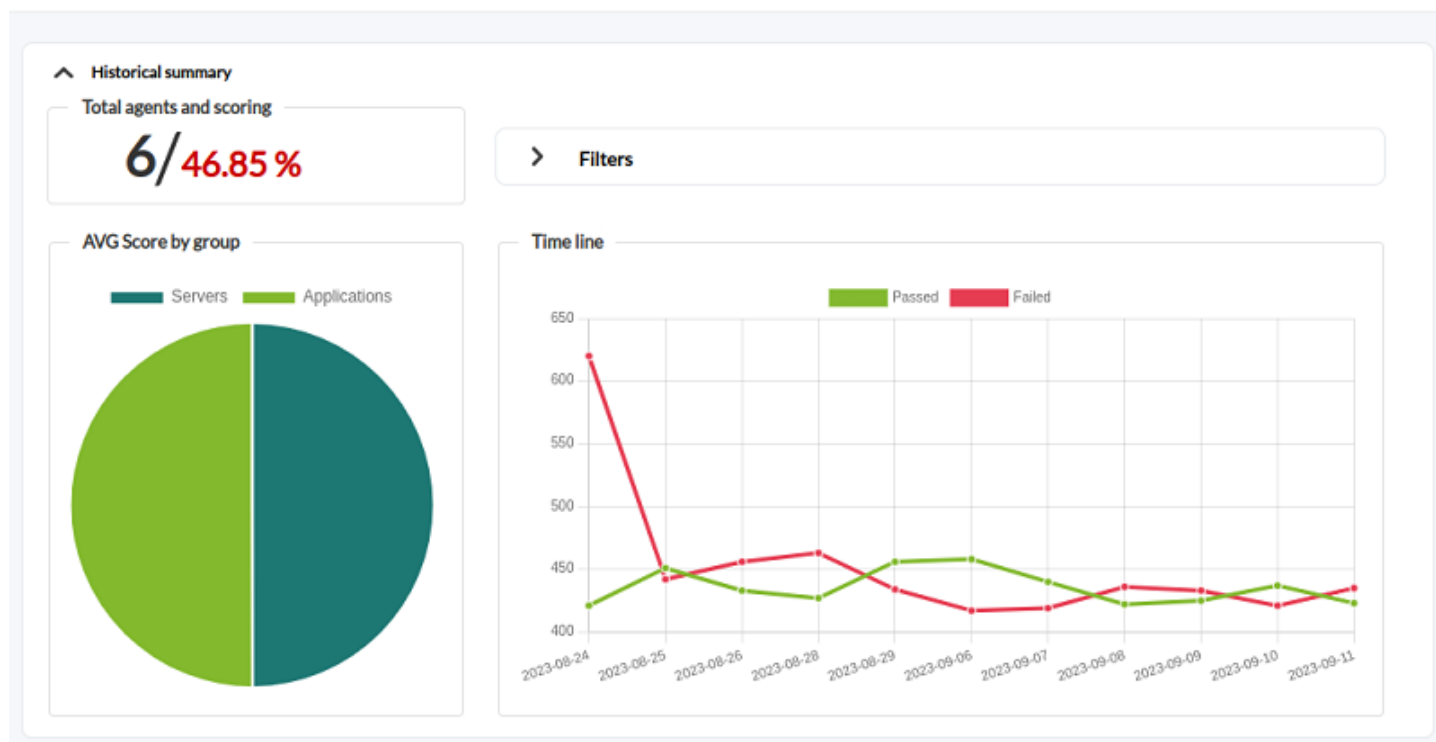 Historical summary
Total agents and scoring
6/46.85 %
Filters
AVG Score by group
Servers Applications
Time line
Passed Failed
650
600
550
500
450
400
2023-08-24 2023-08-25 2023-08-26 2023-08-28 2023-08-29 2023-09-06 2023-09-07 2023-09-08 2023-09-09 2023-09-10 2023-09-11